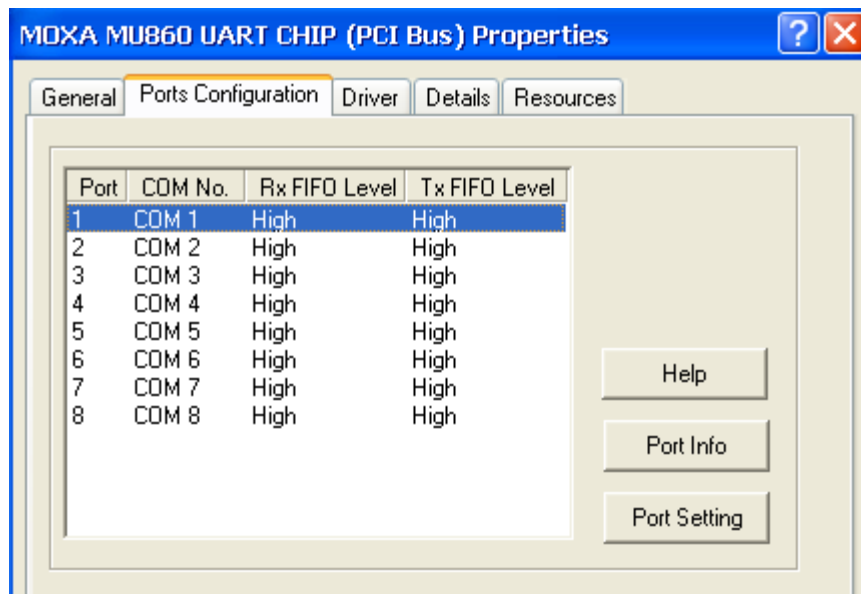 MOXA MU860 UART CHIP (PCI Bus) Properties
General Ports Configuration Driver Details Resources
Port COM No. Rx FIFO Level Tx FIFO Level
1 COM 1 High High
2 COM 2 High High
3 COM 3 High High
4 COM 4 High High
5 COM 5 High High
6 COM 6 High High
7 COM 7 High High
8 COM 8 High High
Help
Port Info
Port Setting